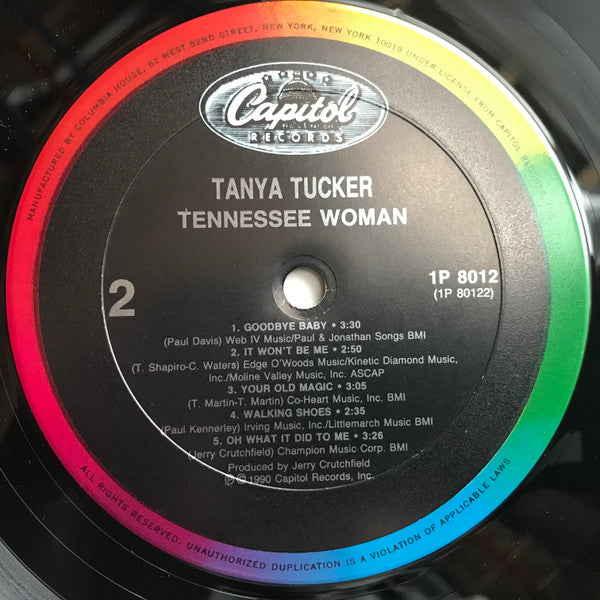 MANUFACTURED BY COLUMBIA HOUSE, 51 WEST 52ND STREET, NEW YORK, NEW YORK 10019 UNDER LICENSE FROM CAPITOL RECORDS, INC.
Capitol
RECORDS
TANYA TUCKER
TENNESSEE WOMAN
2
1P 8012
(1P 80122)
1. GOODBYE BABY • 3:30
(Paul Davis) Web IV Music/Paul & Jonathan Songs BMI
2. IT WON'T BE ME • 2:50
(T. Shapiro-C. Waters) Edge O'Woods Music/Kinetic Diamond Music,
Inc./Moline Valley Music, Inc. ASCAP
3. YOUR OLD MAGIC • 3:05
(T. Martin-T. Martin) Co-Heart Music, Inc. BMI
4. WALKING SHOES • 2:35
(Paul Kennerley) Irving Music, Inc./Littlemarch Music BMI
5. OH WHAT IT DID TO ME • 3:26
(Jerry Crutchfield) Champion Music Corp. BMI
Produced by Jerry Crutchfield
℗ © 1990 Capitol Records, Inc.
ALL RIGHTS RESERVED. UNAUTHORIZED DUPLICATION IS A VIOLATION OF APPLICABLE LAWS